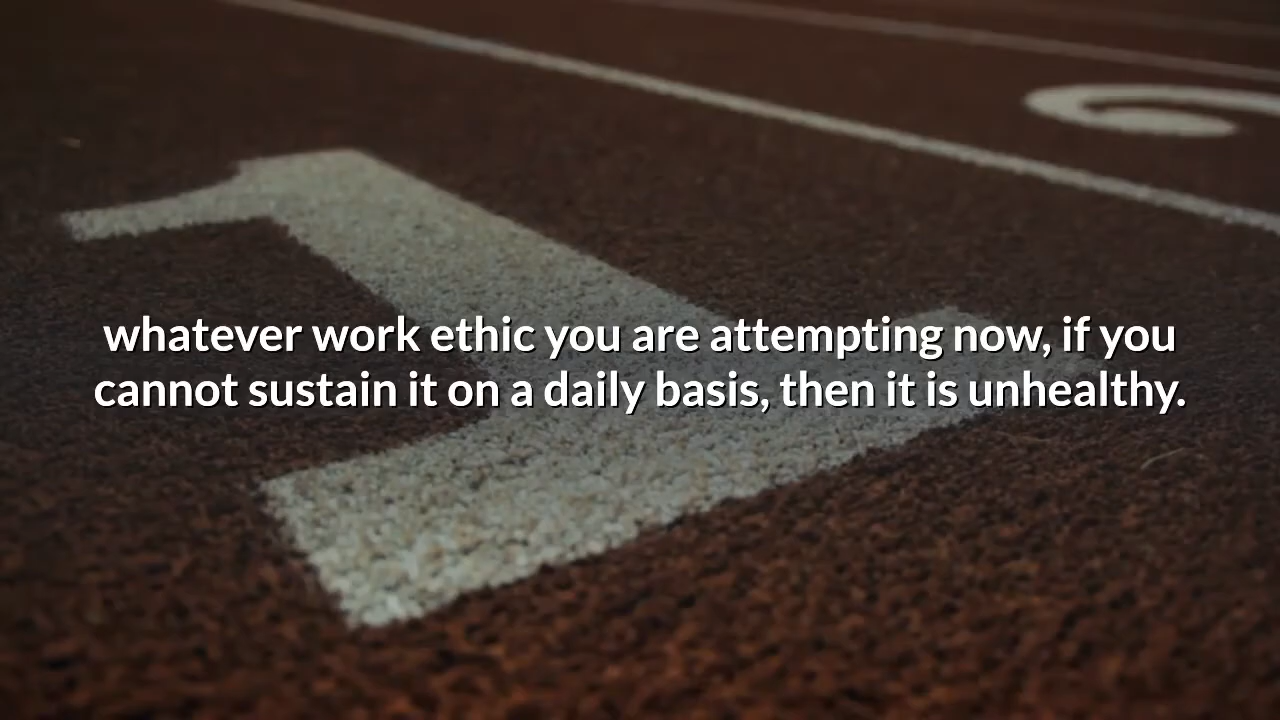 1
whatever work ethic you are attempting now, if you
cannot sustain it on a daily basis, then it is unhealthy.